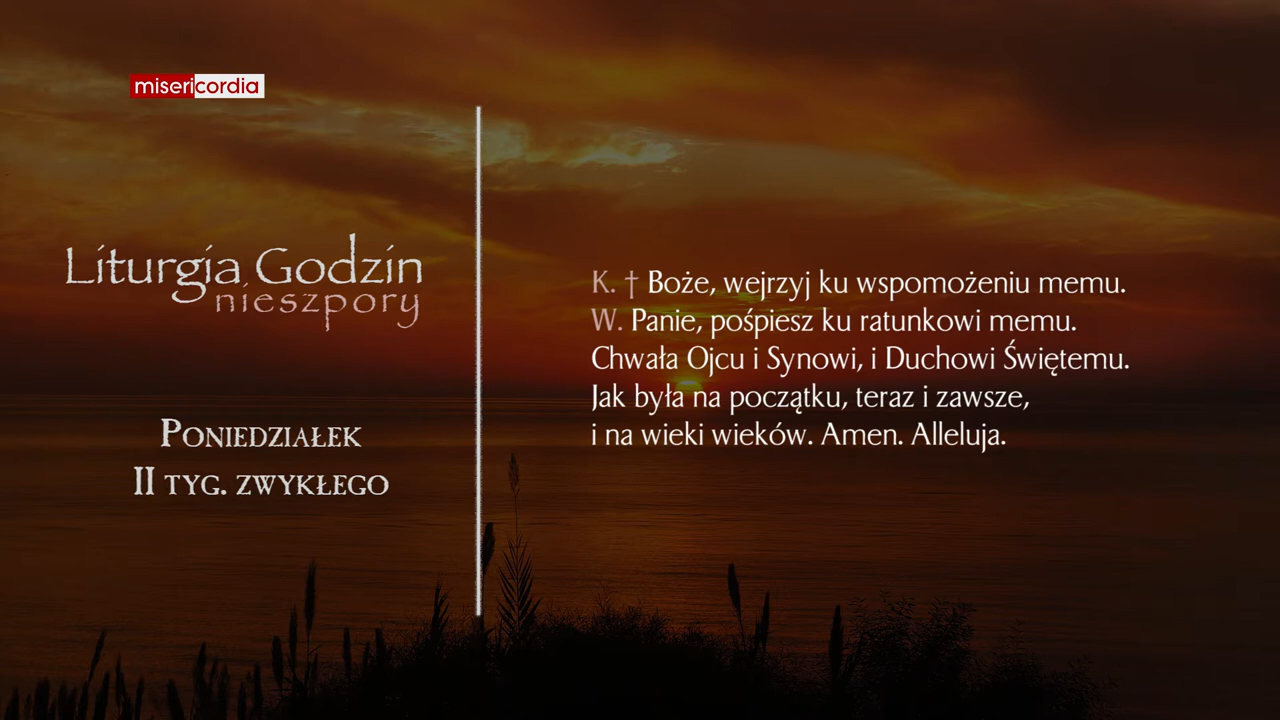 misericordia
Liturgia Godzin
nieszpory
Poniedziałek
II tyg. zwykłego
K. † Boże, wejrzyj ku wspomożeniu memu.
W. Panie, pośpiesz ku ratunkowi memu.
Chwała Ojcu i Synowi, i Duchowi Świętemu.
Jak była na początku, teraz i zawsze,
i na wieki wieków. Amen. Alleluja.